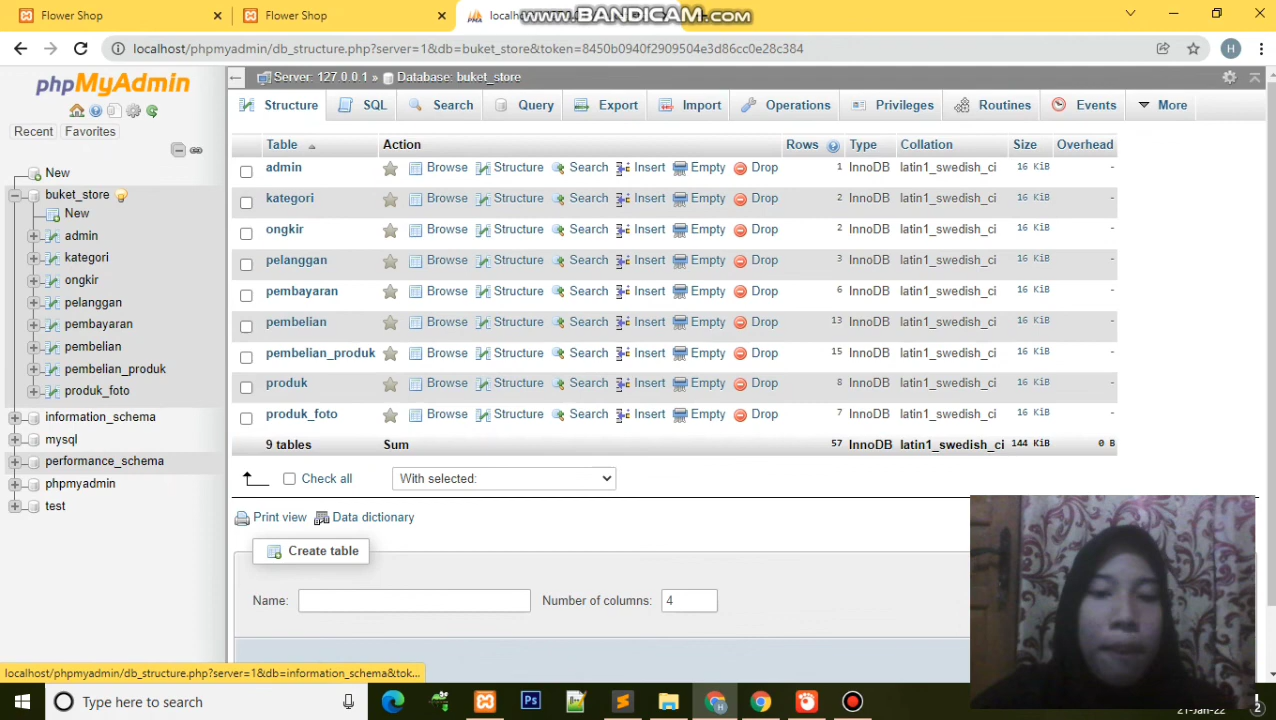 Flower Shop
Flower Shop
localho
www.BANDICAM.com
localhost/phpmyadmin/db_structure.php?server=1&db=buket_store&token=8450b0940f2909504e3d86cc0e28c384
H
phpMyAdmin
Recent Favorites
New
buket_store
New
admin
kategori
ongkir
pelanggan
pembayaran
pembelian
pembelian_produk
produk_foto
information_schema
mysql
performance_schema
phpmyadmin
test
Server: 127.0.0.1 » Database: buket_store
Structure SQL Search Query Export Import Operations Privileges Routines Events More
Table Action Rows Type Collation Size Overhead
admin Browse Structure Search Insert Empty Drop 1 InnoDB latin1_swedish_ci 16 KiB -
kategori Browse Structure Search Insert Empty Drop 2 InnoDB latin1_swedish_ci 16 KiB -
ongkir Browse Structure Search Insert Empty Drop 2 InnoDB latin1_swedish_ci 16 KiB -
pelanggan Browse Structure Search Insert Empty Drop 3 InnoDB latin1_swedish_ci 16 KiB -
pembayaran Browse Structure Search Insert Empty Drop 6 InnoDB latin1_swedish_ci 16 KiB -
pembelian Browse Structure Search Insert Empty Drop 13 InnoDB latin1_swedish_ci 16 KiB -
pembelian_produk Browse Structure Search Insert Empty Drop 15 InnoDB latin1_swedish_ci 16 KiB -
produk Browse Structure Search Insert Empty Drop 8 InnoDB latin1_swedish_ci 16 KiB -
produk_foto Browse Structure Search Insert Empty Drop 7 InnoDB latin1_swedish_ci 16 KiB -
9 tables Sum 57 InnoDB latin1_swedish_ci 144 KiB 0 B
Check all With selected:
Print view Data dictionary
Create table
Name: Number of columns: 4
localhost/phpmyadmin/db_structure.php?server=1&db=information_schema&tok...
Type here to search
Ps
21-Jan-22
2